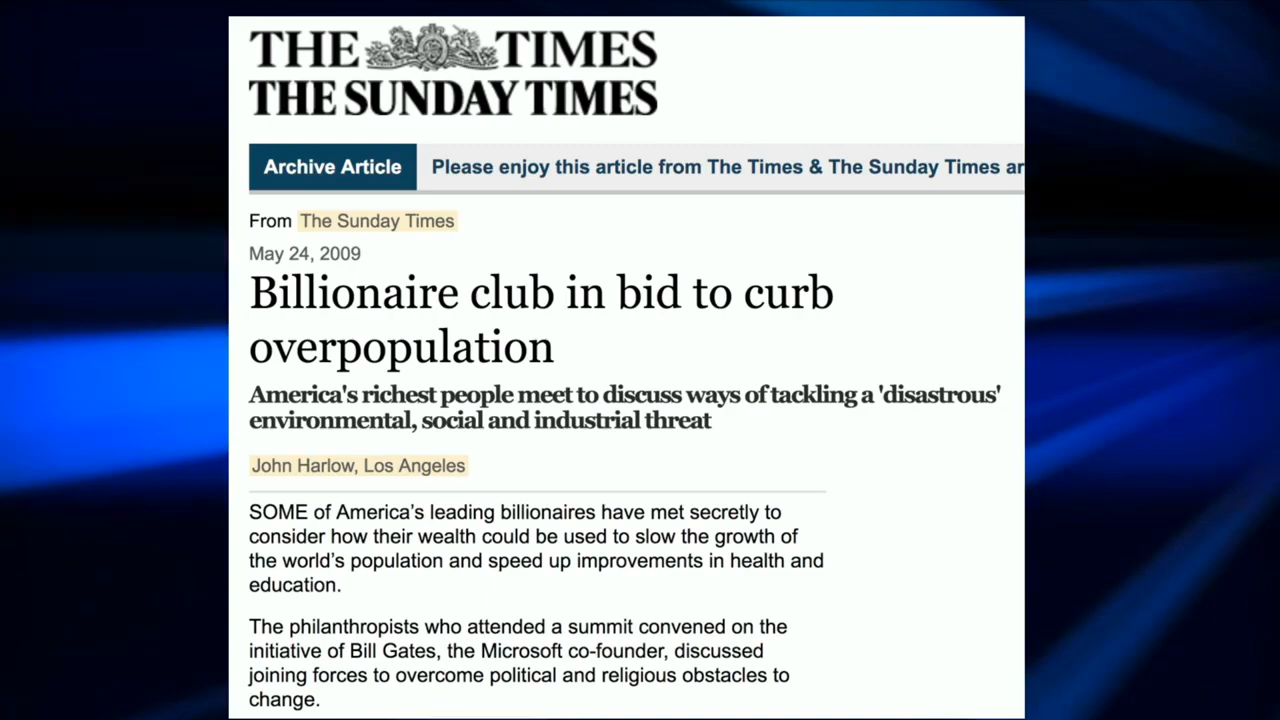 THE TIMES
THE SUNDAY TIMES
Archive Article
Please enjoy this article from The Times & The Sunday Times ar
From The Sunday Times
May 24, 2009
Billionaire club in bid to curb
overpopulation
America's richest people meet to discuss ways of tackling a 'disastrous'
environmental, social and industrial threat
John Harlow, Los Angeles
SOME of America’s leading billionaires have met secretly to
consider how their wealth could be used to slow the growth of
the world’s population and speed up improvements in health and
education.
The philanthropists who attended a summit convened on the
initiative of Bill Gates, the Microsoft co-founder, discussed
joining forces to overcome political and religious obstacles to
change.